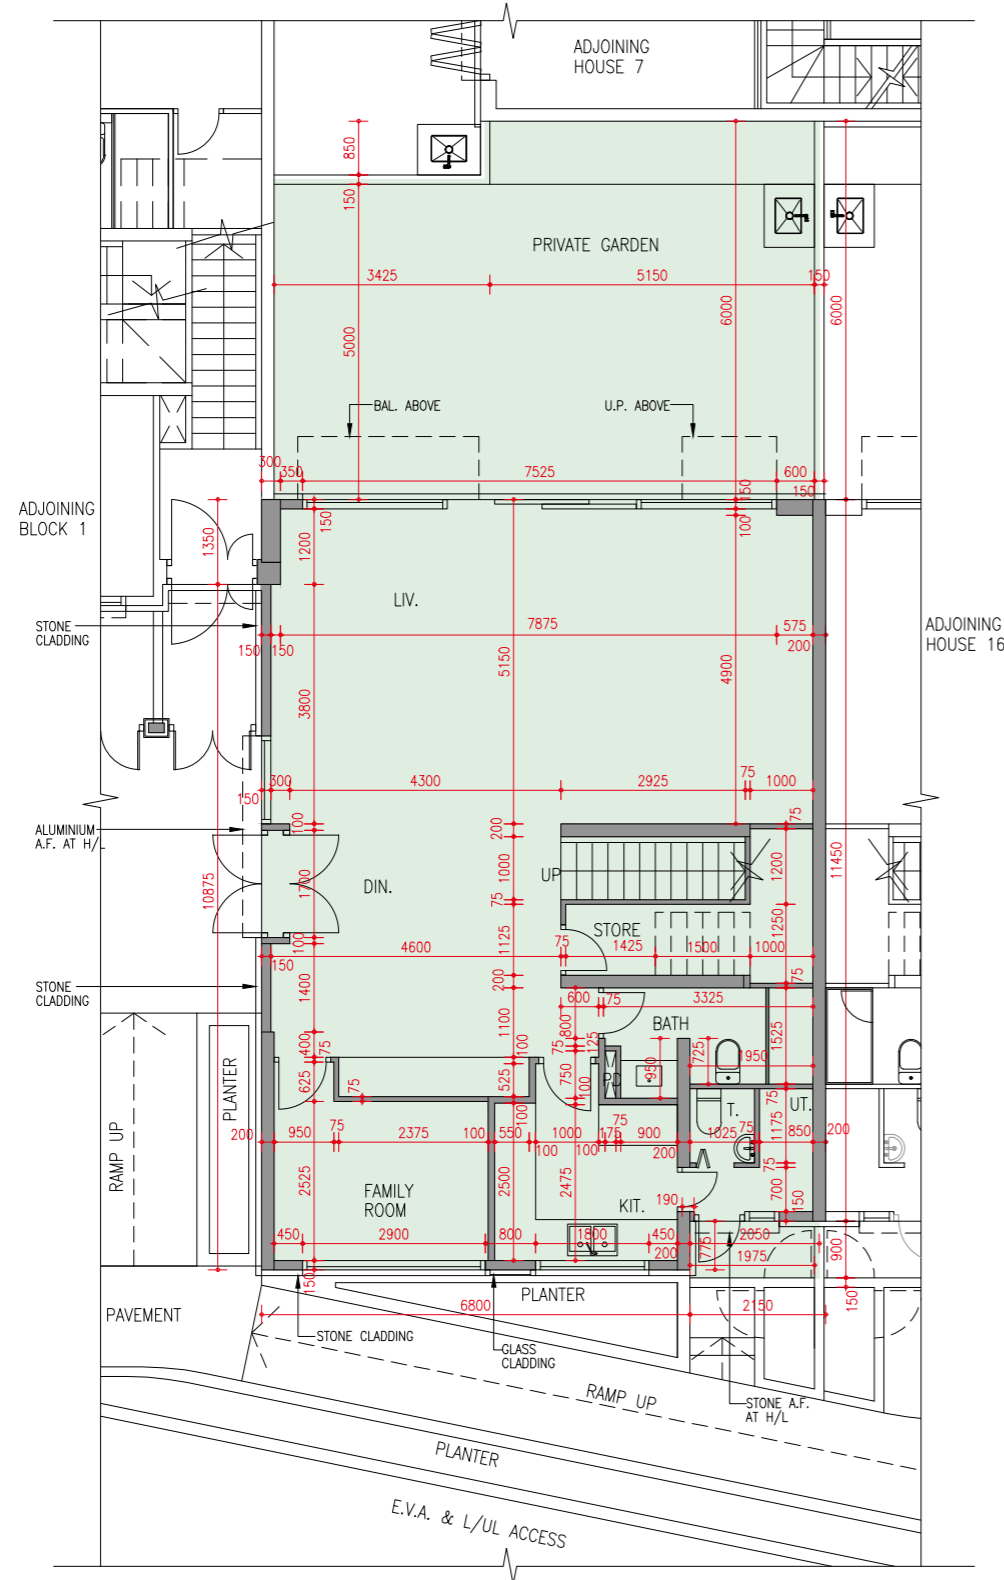 ADJOINING
HOUSE 7
850
150
PRIVATE GARDEN
3425
5150
150
5000
6000
6000
BAL. ABOVE
U.P. ABOVE
300
350
7525
600
150
150
ADJOINING
BLOCK 1
1350
150
1200
100
LIV.
STONE
CLADDING
ADJOINING
HOUSE 16
7875
575
150
150
5150
200
4900
3800
300
4300
2925
75
1000
150
75
ALUMINIUM
A.F. AT H/L
100
200
1700
DIN.
UP
1000
1200
11450
10875
75
STORE
1250
1125
100
4600
75
1425
1500
1000
150
STONE
CLADDING
1400
200
75
600
75
3325
1100
800
BATH
1525
125
725
400
75
100
75
1950
PLANTER
625
525
750
950
PD
75
100
75
T.
UT.
RAMP UP
100
75
1175
200
950
75
2375
100
550
1000
175
900
1025
75
850
200
100
100
200
75
2525
2500
2475
FAMILY
ROOM
KIT.
190
700
150
450
2900
800
1800
450
2050
200
775
1975
900
150
PLANTER
150
PAVEMENT
6800
2150
STONE CLADDING
GLASS
CLADDING
RAMP UP
STONE A.F.
AT H/L
PLANTER
E.V.A. & L/UL ACCESS